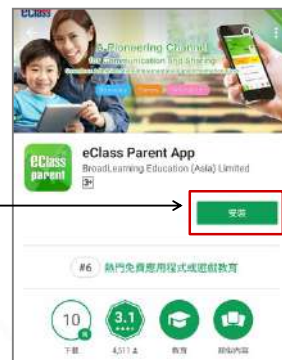 eClass
A Pioneering Channel
for Communication and Sharing
eClass parent
eClass Parent App
BroadLearning Education (Asia) Limited
3+
安裝
#6 熱門免費應用程式或遊戲教育
10
3.1
下載
4,511
教育
類似內容